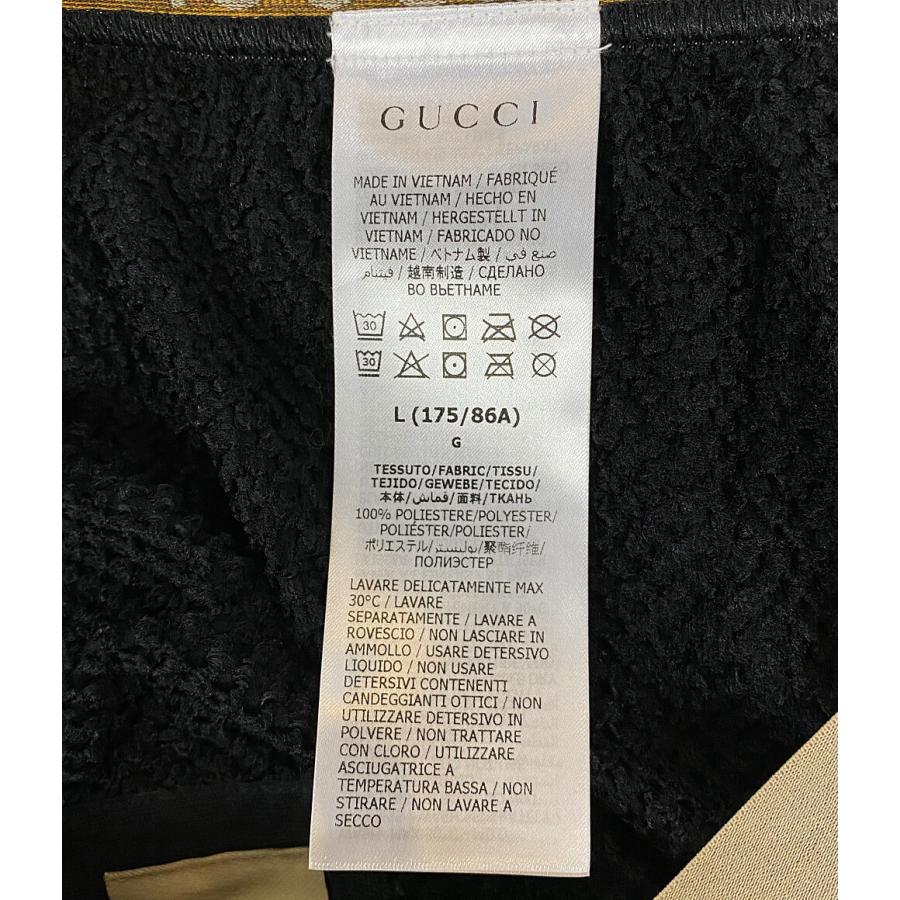 GUCCI
MADE IN VIETNAM / FABRIQUÉ
AU VIETNAM / HECHO EN
VIETNAM / HERGESTELLT IN
VIETNAM / FABRICADO NO
VIETNAME / ベトナム製 / صنع في
فيتنام / 越南制造 / СДЕЛАНО
ВО ВЬЕТНАМЕ
30
30
L (175/86A)
G
TESSUTO/FABRIC/TISSU/
TEJIDO/GEWEBE/TECIDO/
本体/قماش/面料/ТКАНЬ
100% POLIESTERE/POLYESTER/
POLIÉSTER/POLIESTER/
ポリエステル/بوليستر/聚酯纤维/
ПОЛИЭСТЕР
LAVARE DELICATAMENTE MAX
30°C / LAVARE
SEPARATAMENTE / LAVARE A
ROVESCIO / NON LASCIARE IN
AMMOLLO / USARE DETERSIVO
LIQUIDO / NON USARE
DETERSIVI CONTENENTI
CANDEGGIANTI OTTICI / NON
UTILIZZARE DETERSIVO IN
POLVERE / NON TRATTARE
CON CLORO / UTILIZZARE
ASCIUGATRICE A
TEMPERATURA BASSA / NON
STIRARE / NON LAVARE A
SECCO